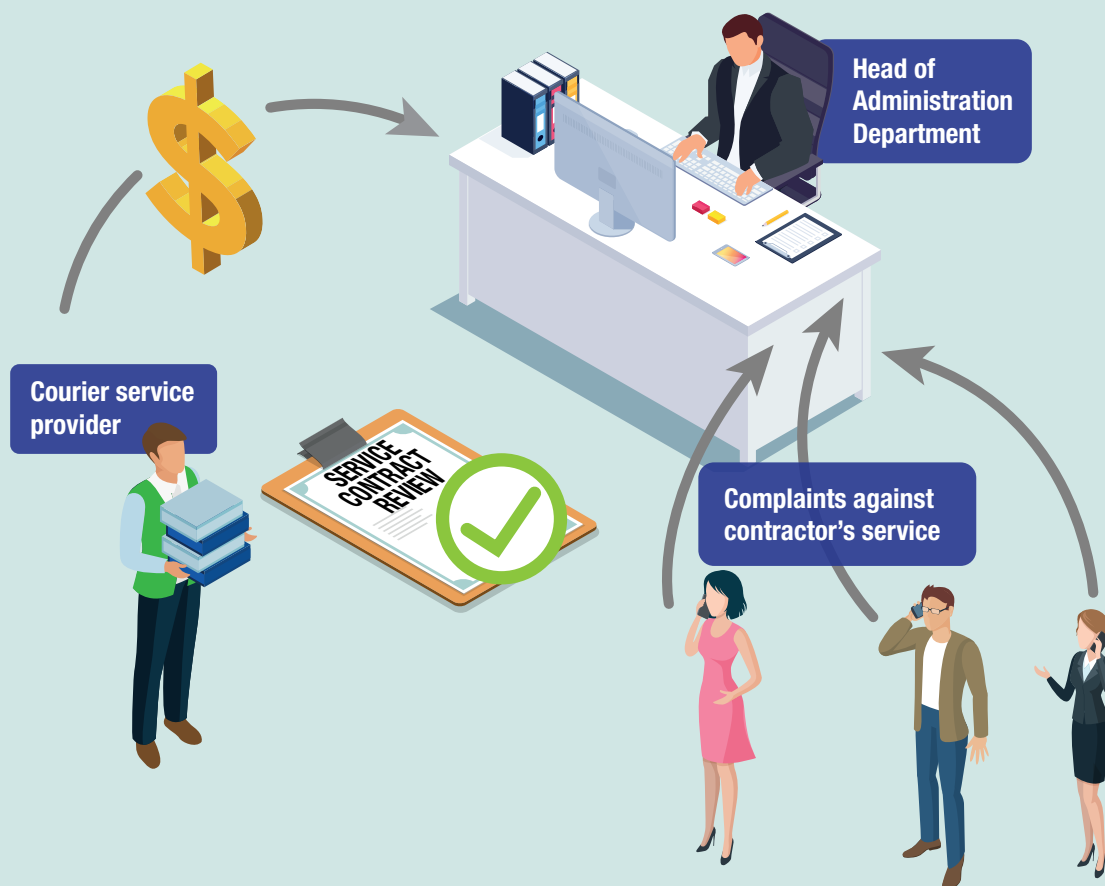 Head of
Administration
Department
Courier service
provider
SERVICE
CONTRACT
REVIEW
Complaints against
contractor’s service